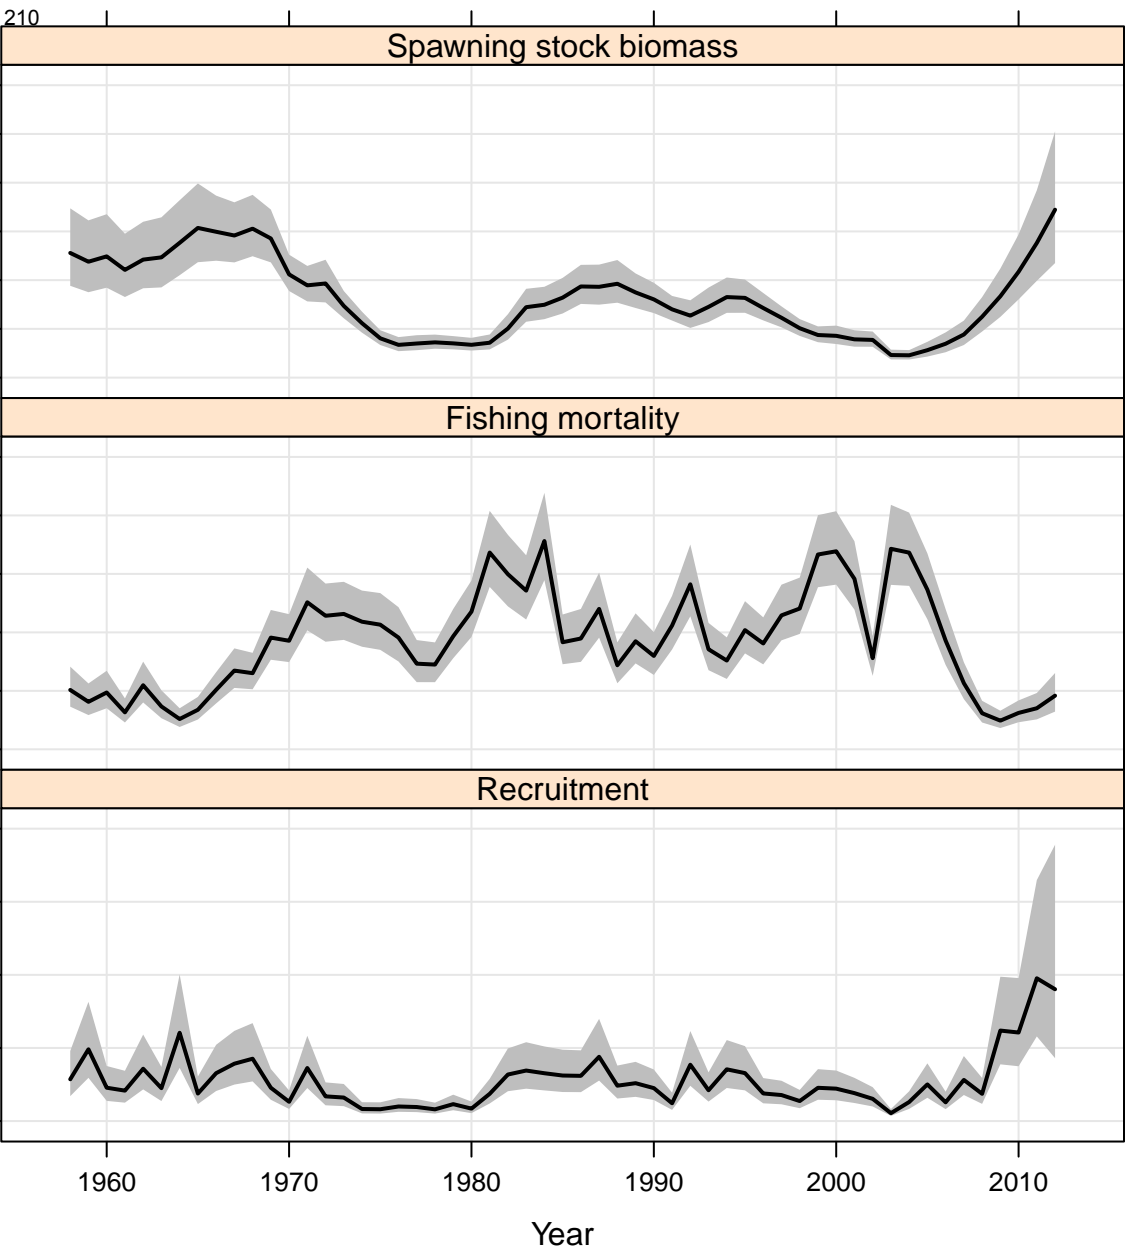 210
Spawning stock biomass
Fishing mortality
Recruitment
1960 1970 1980 1990 2000 2010
Year